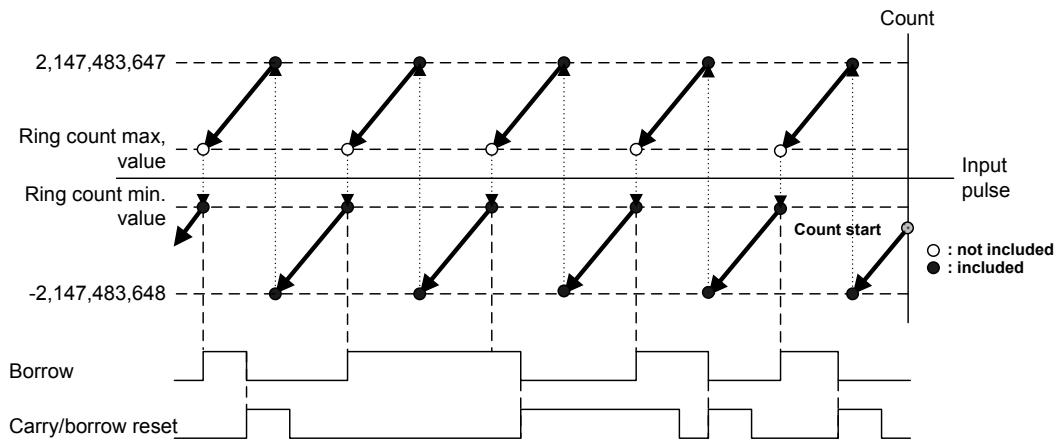 Count
2,147,483,647
Ring count max,
value
Input
pulse
Ring count min.
value
Count start
: not included
: included
-2,147,483,648
Borrow
Carry/borrow reset